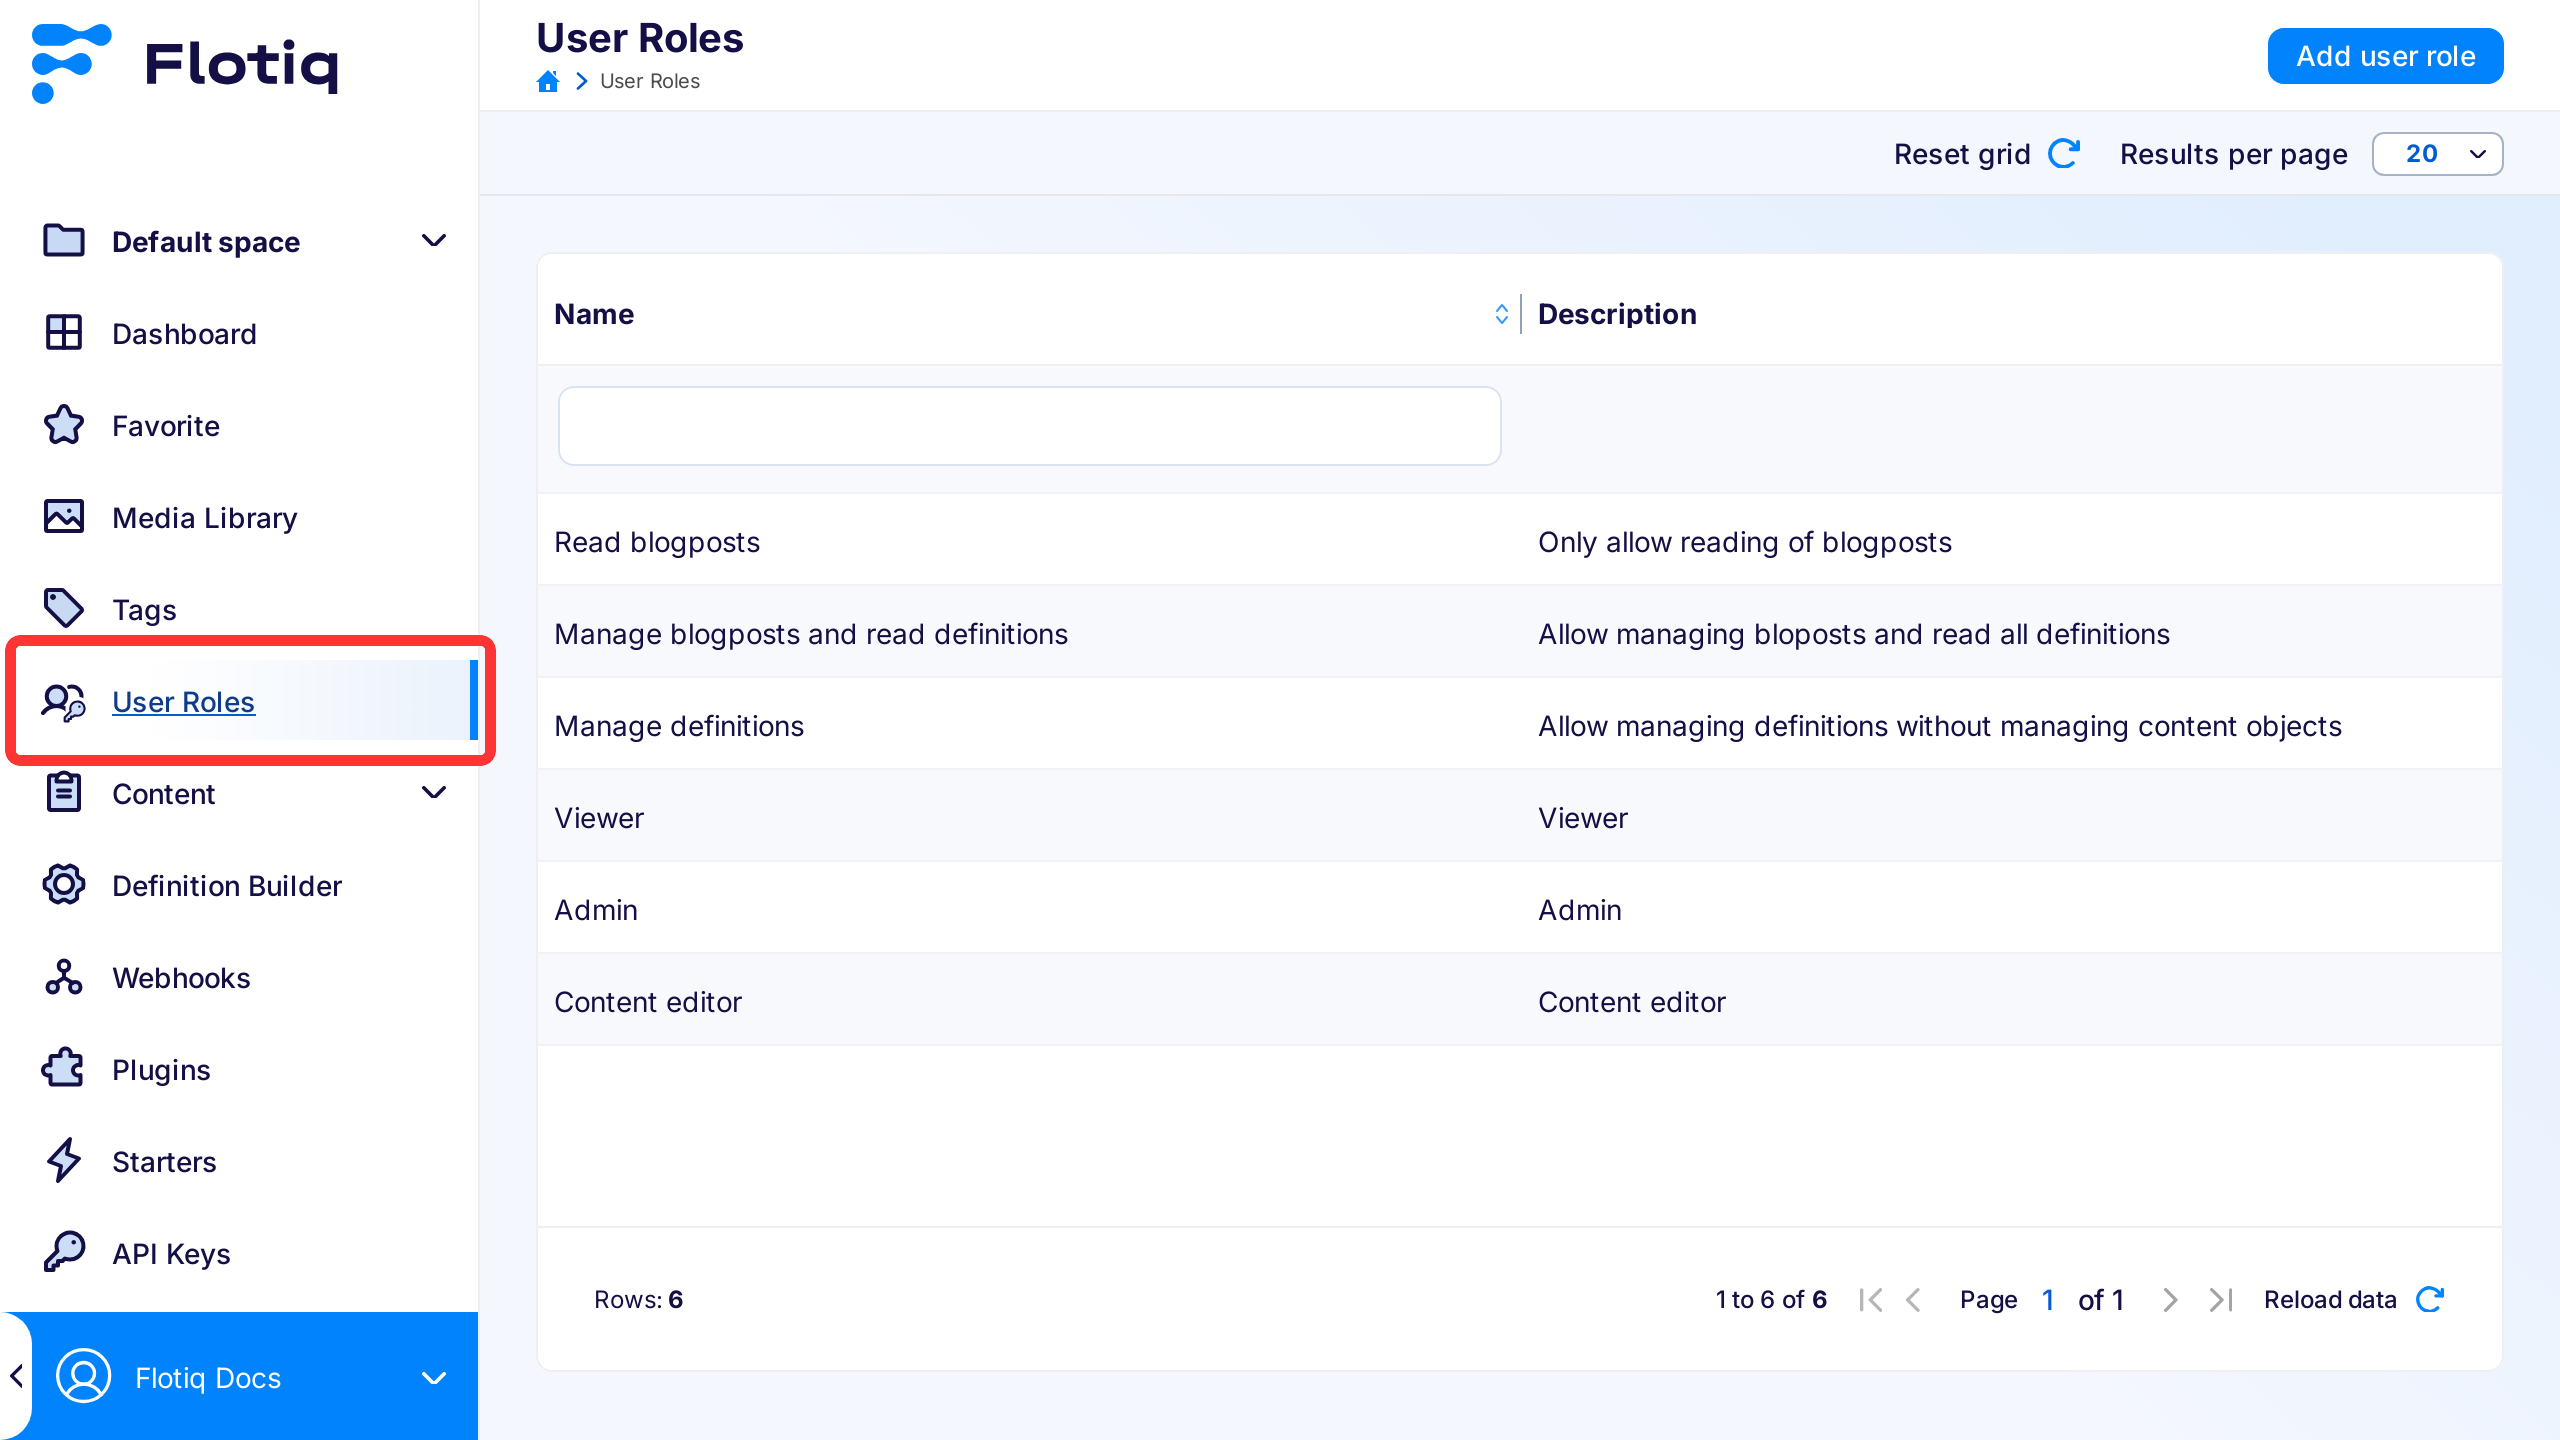 Flotiq
Default space
Dashboard
Favorite
Media Library
Tags
User Roles
Content
Definition Builder
Webhooks
Plugins
Starters
API Keys
Flotiq Docs
User Roles
User Roles
Add user role
Reset grid
Results per page 20
Name Description
Read blogposts Only allow reading of blogposts
Manage blogposts and read definitions Allow managing bloposts and read all definitions
Manage definitions Allow managing definitions without managing content objects
Viewer Viewer
Admin Admin
Content editor Content editor
Rows: 6 1 to 6 of 6 Page 1 of 1 Reload data